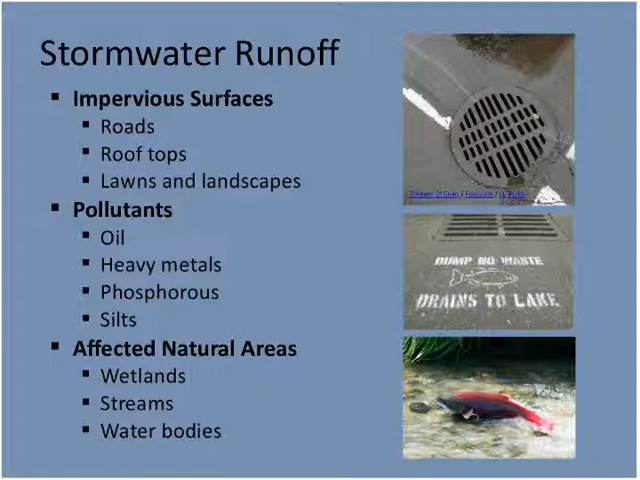 Stormwater Runoff
▪ Impervious Surfaces
▪ Roads
▪ Roof tops
▪ Lawns and landscapes
▪ Pollutants
▪ Oil
▪ Heavy metals
▪ Phosphorous
▪ Silts
▪ Affected Natural Areas
▪ Wetlands
▪ Streams
▪ Water bodies
DUMP NO WASTE
DRAINS TO LAKE